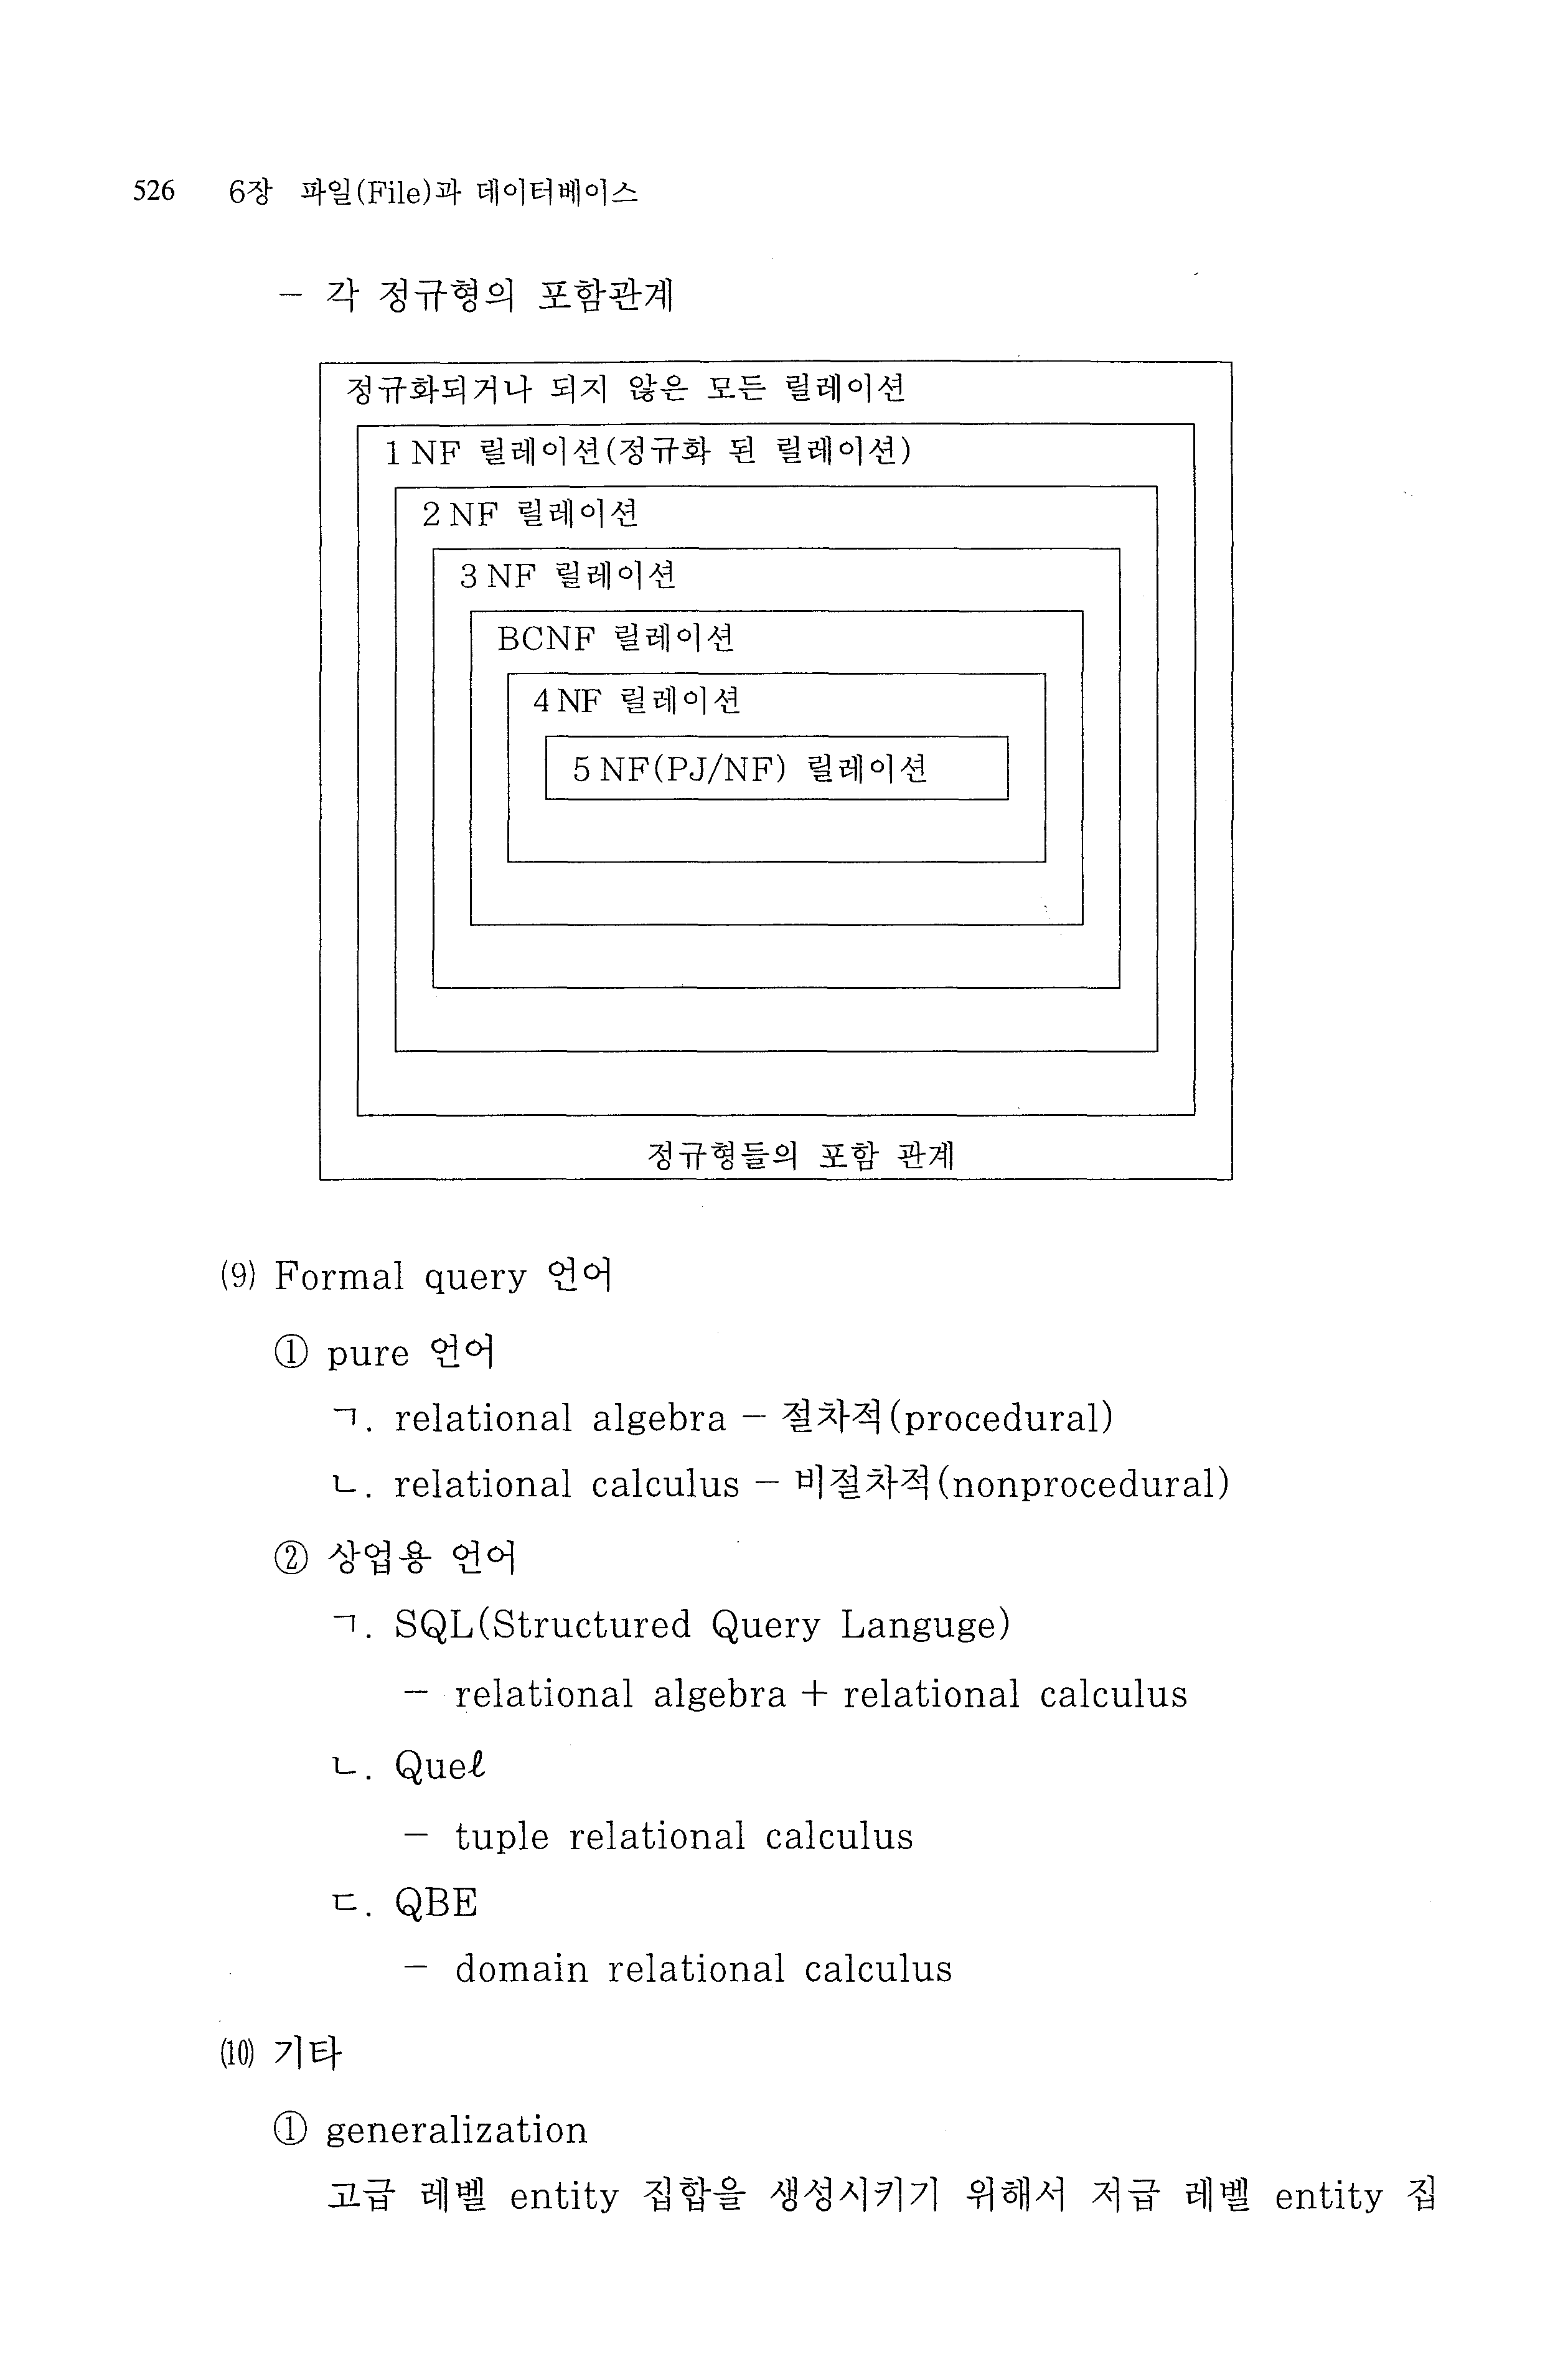 526 6장 파일(File)과 데이터베이스
- 각 정규형의 포함관계
정규화되거나 되지 않은 모든 릴레이션
1 NF 릴레이션(정규화 된 릴레이션)
2 NF 릴레이션
3 NF 릴레이션
BCNF 릴레이션
4 NF 릴레이션
5 NF(PJ/NF) 릴레이션
정규형들의 포함 관계
(9) Formal query 언어
① pure 언어
ㄱ. relational algebra - 절차적(procedural)
ㄴ. relational calculus - 비절차적(nonprocedural)
② 상업용 언어
ㄱ. SQL(Structured Query Languge)
- relational algebra + relational calculus
ㄴ. Queℓ
- tuple relational calculus
ㄷ. QBE
- domain relational calculus
(10) 기타
① generalization
고급 레벨 entity 집합을 생성시키기 위해서 저급 레벨 entity 집